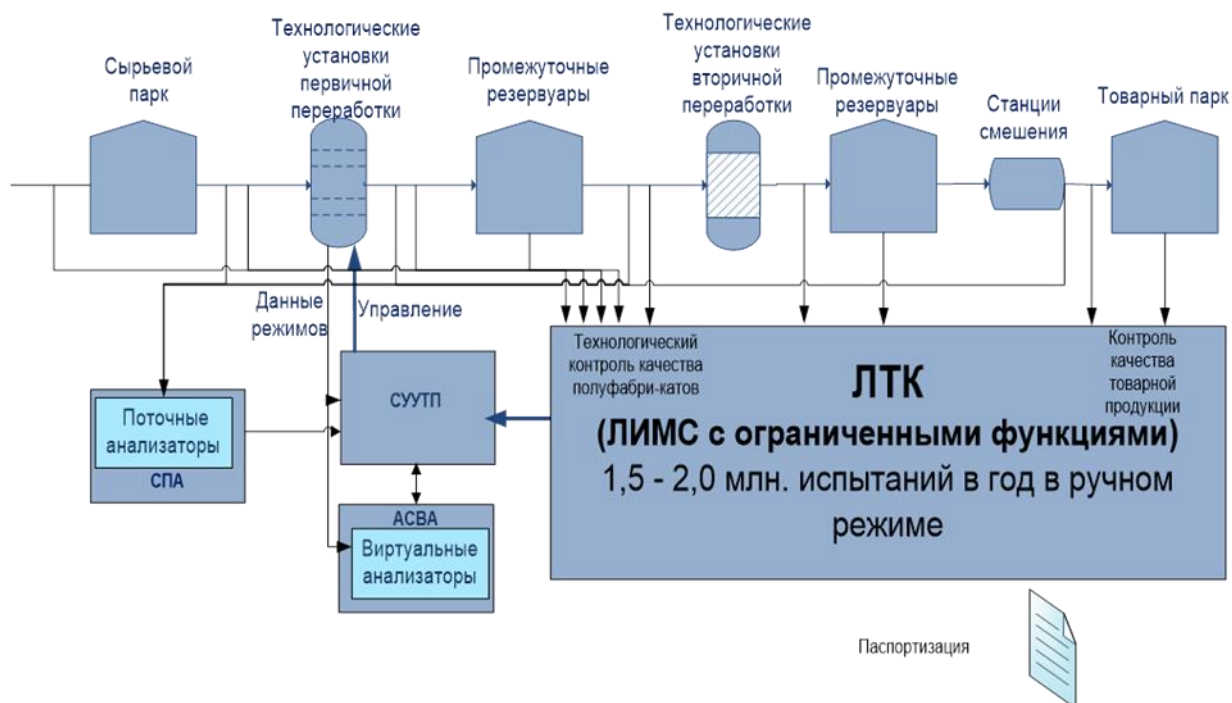 Сырьевой
парк
Технологические
установки
первичной
переработки
Промежуточные
резервуары
Технологические
установки
вторичной
переработки
Промежуточные
резервуары
Станции
смешения
Товарный парк
Данные
режимов
Управление
Поточные
анализаторы
СПА
СУУТП
АСВА
Виртуальные
анализаторы
Технологический
контроль качества
полуфабри-катов
ЛТК
(ЛИМС с ограниченными функциями)
1,5 - 2,0 млн. испытаний в год в ручном
режиме
Контроль
качества
товарной
продукции
Паспортизация